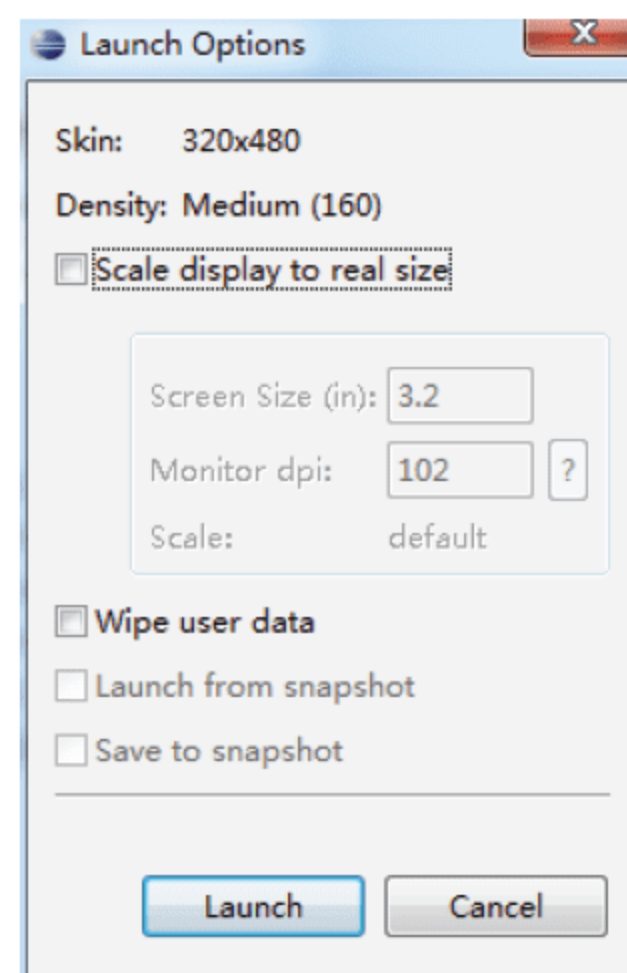 Launch Options
Skin: 320x480
Density: Medium (160)
Scale display to real size
Screen Size (in): 3.2
Monitor dpi: 102 ?
Scale: default
Wipe user data
Launch from snapshot
Save to snapshot
Launch Cancel